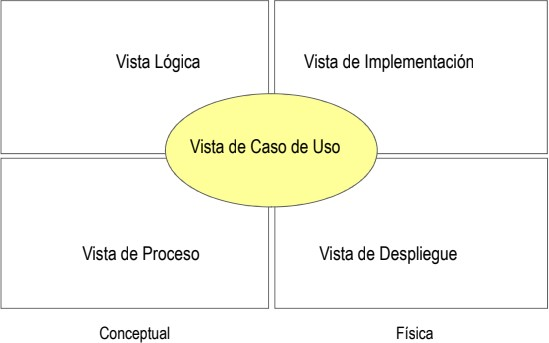 Vista Lógica
Vista de Implementación
Vista de Caso de Uso
Vista de Proceso
Vista de Despliegue
Conceptual
Física